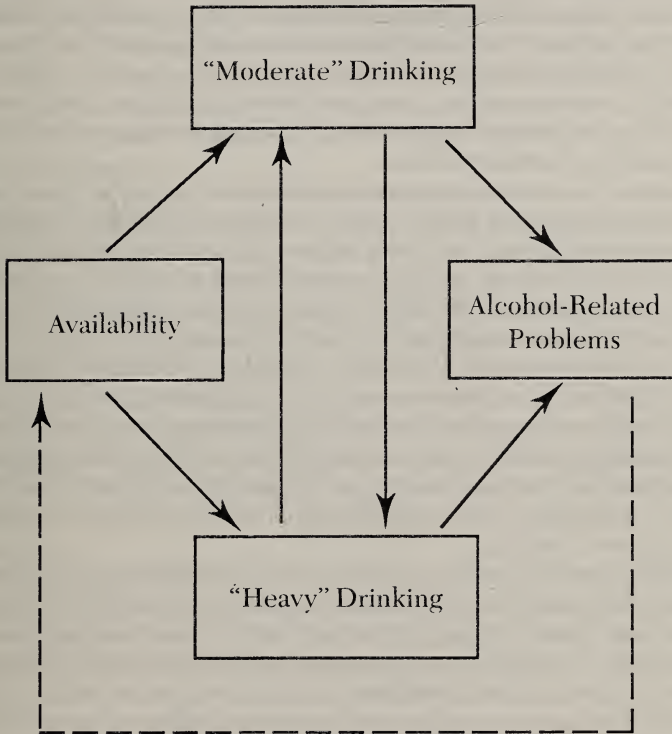 “Moderate” Drinking
Availability
Alcohol-Related
Problems
“Heavy” Drinking